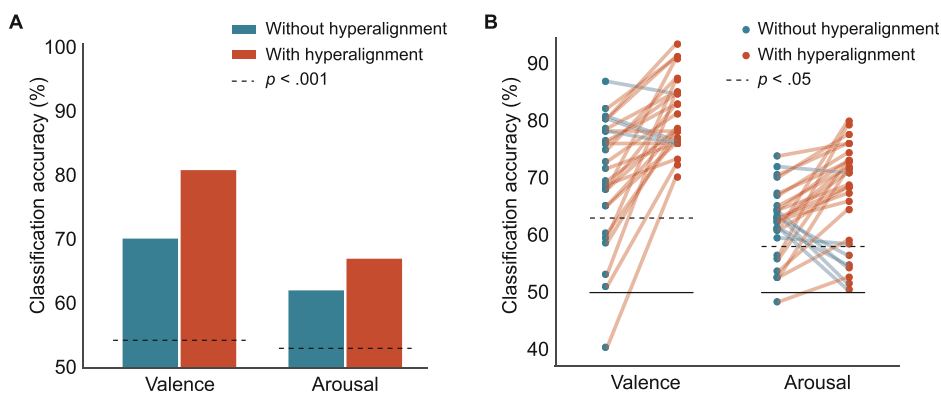 A
Without hyperalignment
With hyperalignment
p < .001
Classification accuracy (%)
100
90
80
70
60
50
Valence
Arousal
B
Without hyperalignment
With hyperalignment
p < .05
Classification accuracy (%)
90
80
70
60
50
40
Valence
Arousal